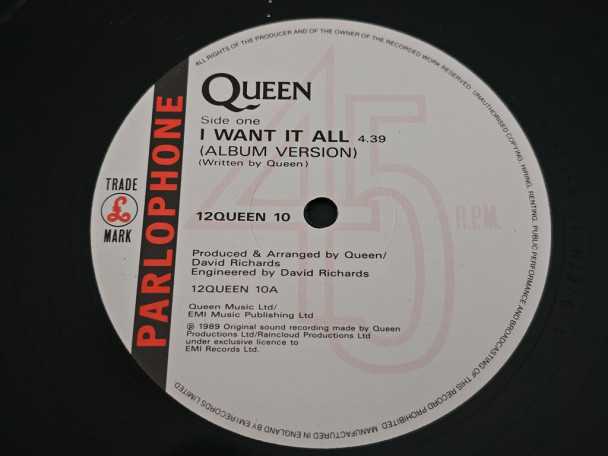 ALL RIGHTS OF THE PRODUCER AND OF THE OWNER OF THE RECORDED WORK RESERVED. UNAUTHORISED COPYING, HIRING, RENTING, PUBLIC PERFORMANCE AND BROADCASTING OF THIS RECORD PROHIBITED. MANUFACTURED IN ENGLAND BY EMI RECORDS LIMITED.
QUEEN
Side one
I WANT IT ALL 4.39
(ALBUM VERSION)
(Written by Queen)
PARLOPHONE
TRADE
£
MARK
45
R.P.M.
12QUEEN 10
Produced & Arranged by Queen/
David Richards
Engineered by David Richards
12QUEEN 10A
Queen Music Ltd/
EMI Music Publishing Ltd
℗ 1989 Original sound recording made by Queen
Productions Ltd/Raincloud Productions Ltd
under exclusive licence to
EMI Records Ltd.